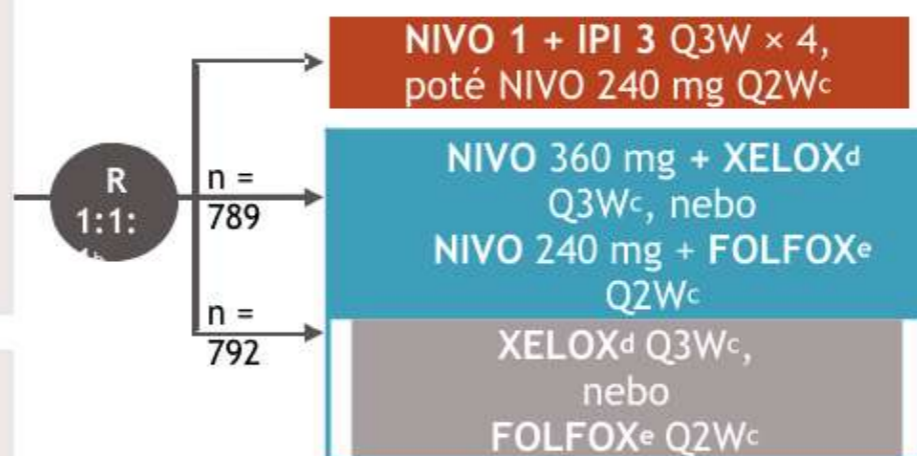 NIVO 1 + IPI 3 Q3W × 4,
poté NIVO 240 mg Q2Wc
R
1:1:
n =
789
NIVO 360 mg + XELOXd
Q3Wc, nebo
NIVO 240 mg + FOLFOXe
Q2Wc
n =
792
XELOXd Q3Wc,
nebo
FOLFOXe Q2Wc